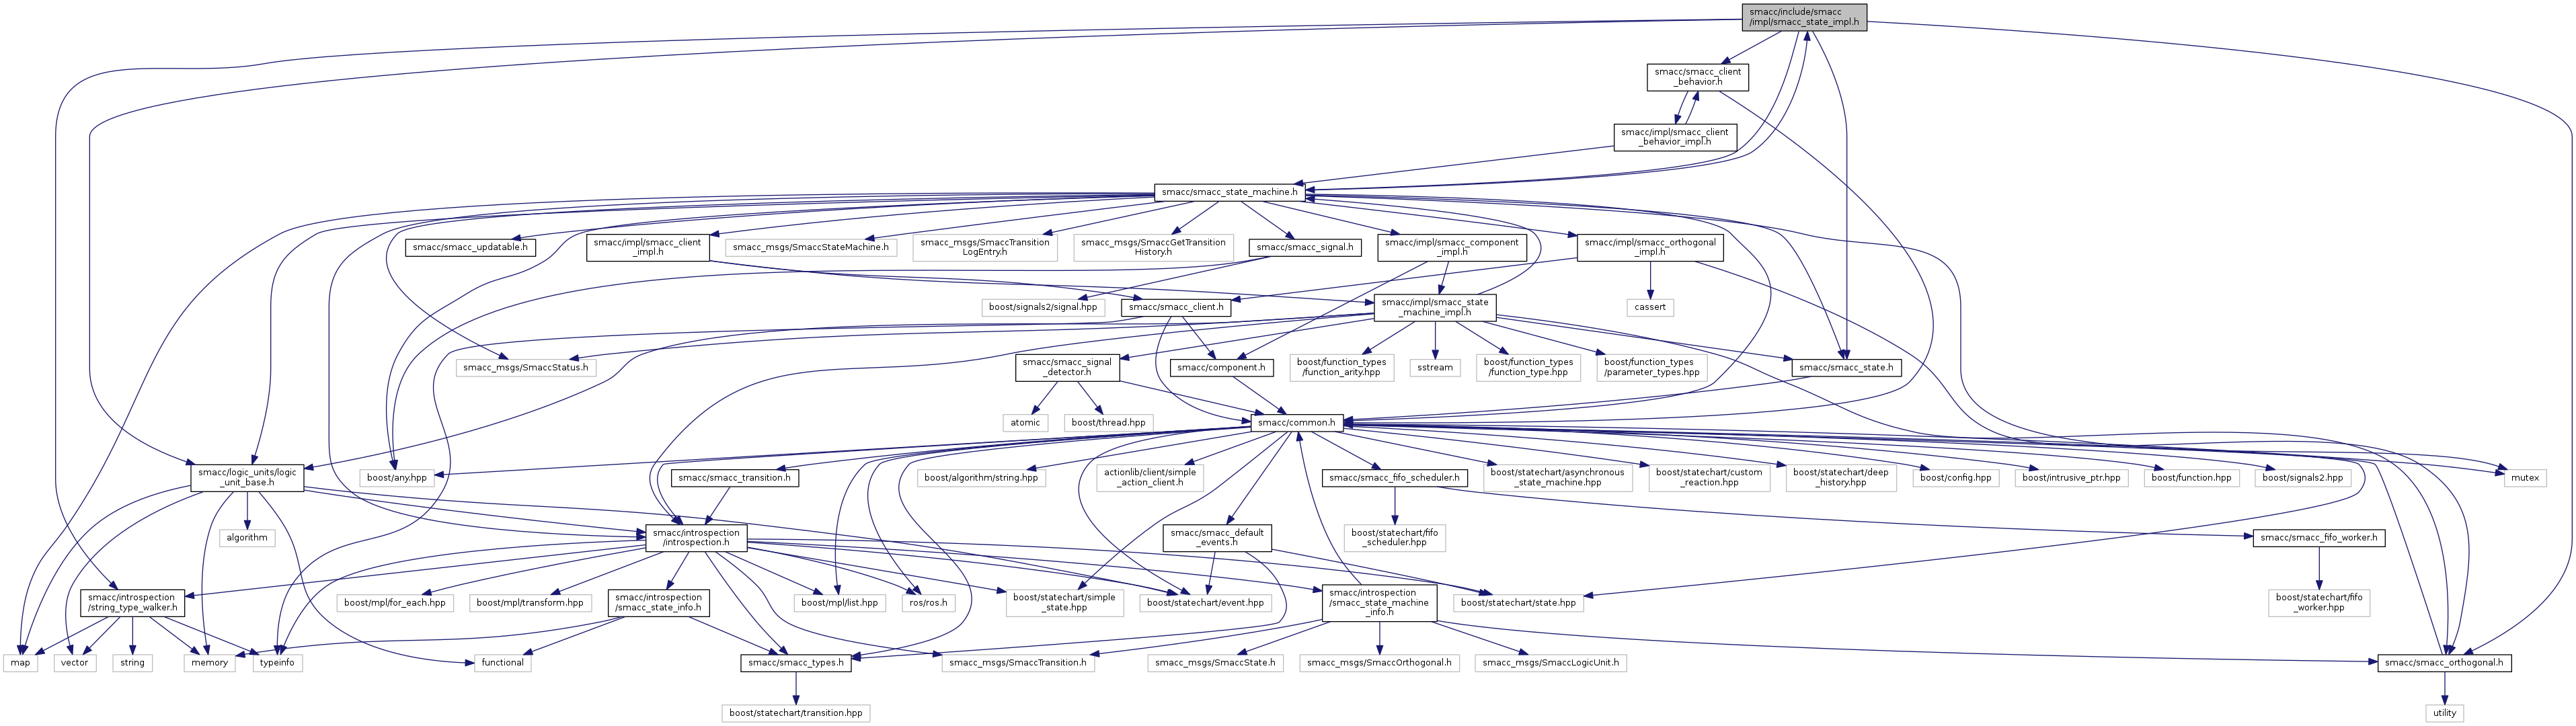 smacc/include/smacc
/impl/smacc_state_impl.h
smacc/smacc_client
_behavior.h
smacc/impl/smacc_client
_behavior_impl.h
smacc/smacc_state_machine.h
smacc/smacc_updatable.h
smacc/impl/smacc_client
_impl.h
smacc_msgs/SmaccStateMachine.h
smacc_msgs/SmaccTransition
LogEntry.h
smacc_msgs/SmaccGetTransition
History.h
smacc/smacc_signal.h
smacc/impl/smacc_component
_impl.h
smacc/impl/smacc_orthogonal
_impl.h
boost/signals2/signal.hpp
smacc/smacc_client.h
smacc/impl/smacc_state
_machine_impl.h
cassert
smacc_msgs/SmaccStatus.h
smacc/smacc_signal
_detector.h
smacc/component.h
boost/function_types
/function_arity.hpp
sstream
boost/function_types
/function_type.hpp
boost/function_types
/parameter_types.hpp
smacc/smacc_state.h
atomic
boost/thread.hpp
smacc/common.h
smacc/logic_units/logic
_unit_base.h
boost/any.hpp
smacc/smacc_transition.h
boost/algorithm/string.hpp
actionlib/client/simple
_action_client.h
smacc/smacc_fifo_scheduler.h
boost/statechart/asynchronous
_state_machine.hpp
boost/statechart/custom
_reaction.hpp
boost/statechart/deep
_history.hpp
boost/config.hpp
boost/intrusive_ptr.hpp
boost/function.hpp
boost/signals2.hpp
mutex
algorithm
smacc/introspection
/introspection.h
smacc/smacc_default
_events.h
boost/statechart/fifo
_scheduler.hpp
smacc/smacc_fifo_worker.h
smacc/introspection
/string_type_walker.h
boost/mpl/for_each.hpp
boost/mpl/transform.hpp
smacc/introspection
/smacc_state_info.h
boost/mpl/list.hpp
ros/ros.h
boost/statechart/simple
_state.hpp
boost/statechart/event.hpp
smacc/introspection
/smacc_state_machine
_info.h
boost/statechart/state.hpp
boost/statechart/fifo
_worker.hpp
map
vector
string
memory
typeinfo
functional
smacc/smacc_types.h
smacc_msgs/SmaccTransition.h
smacc_msgs/SmaccState.h
smacc_msgs/SmaccOrthogonal.h
smacc_msgs/SmaccLogicUnit.h
smacc/smacc_orthogonal.h
boost/statechart/transition.hpp
utility